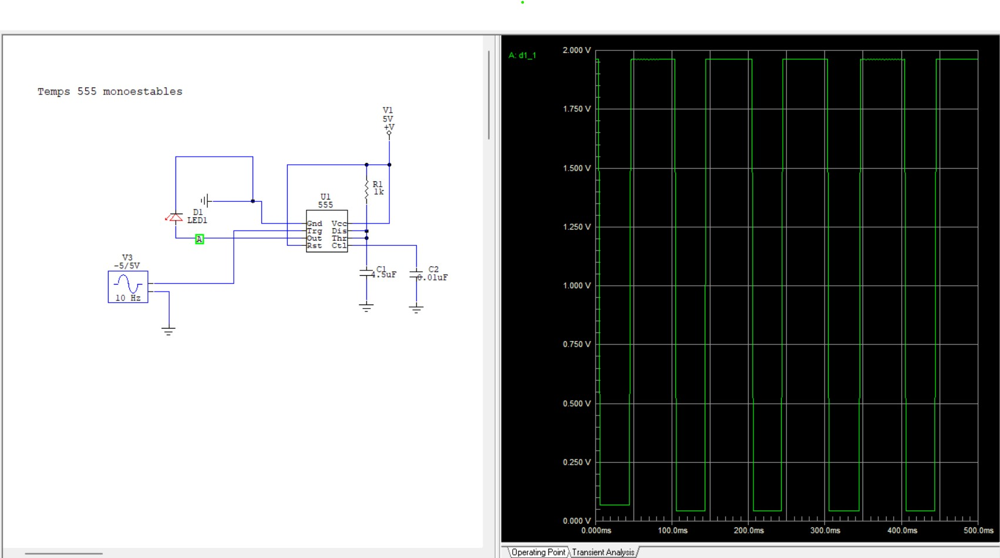 Temps 555 monoestables
V1
5V
+V
R1
1k
U1
555
D1
LED1
Gnd Vcc
Trg Dis
Out Thr
Rst Ctl
A
V3
-5/5V
10 Hz
C1
4.5uF
C2
0.01uF
A: d1_1
2.000 V
1.750 V
1.500 V
1.250 V
1.000 V
0.750 V
0.500 V
0.250 V
0.000 V
0.000ms 100.0ms 200.0ms 300.0ms 400.0ms 500.0ms
Operating Point Transient Analysis